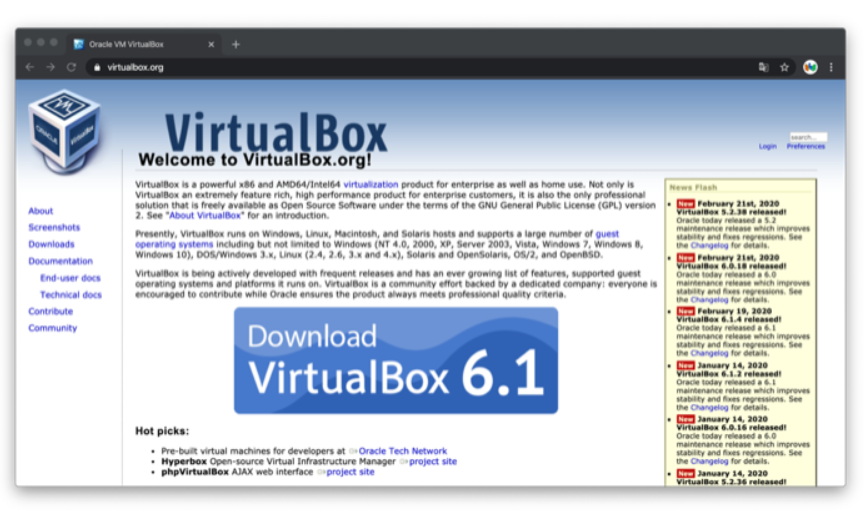 Oracle VM VirtualBox
virtualbox.org
ORACLE
VirtualBox
VirtualBox
Welcome to VirtualBox.org!
search...
Login Preferences
About
Screenshots
Downloads
Documentation
End-user docs
Technical docs
Contribute
Community
VirtualBox is a powerful x86 and AMD64/Intel64 virtualization product for enterprise as well as home use. Not only is
VirtualBox an extremely feature rich, high performance product for enterprise customers, it is also the only professional
solution that is freely available as Open Source Software under the terms of the GNU General Public License (GPL) version
2. See "About VirtualBox" for an introduction.
Presently, VirtualBox runs on Windows, Linux, Macintosh, and Solaris hosts and supports a large number of guest
operating systems including but not limited to Windows (NT 4.0, 2000, XP, Server 2003, Vista, Windows 7, Windows 8,
Windows 10), DOS/Windows 3.x, Linux (2.4, 2.6, 3.x and 4.x), Solaris and OpenSolaris, OS/2, and OpenBSD.
VirtualBox is being actively developed with frequent releases and has an ever growing list of features, supported guest
operating systems and platforms it runs on. VirtualBox is a community effort backed by a dedicated company: everyone is
encouraged to contribute while Oracle ensures the product always meets professional quality criteria.
Download
VirtualBox 6.1
Hot picks:
• Pre-built virtual machines for developers at Oracle Tech Network
• Hyperbox Open-source Virtual Infrastructure Manager project site
• phpVirtualBox AJAX web interface project site
News Flash
• New February 21st, 2020
VirtualBox 5.2.38 released!
Oracle today released a 5.2
maintenance release which improves
stability and fixes regressions. See
the Changelog for details.
• New February 21st, 2020
VirtualBox 6.0.18 released!
Oracle today released a 6.0
maintenance release which improves
stability and fixes regressions. See
the Changelog for details.
• New February 19, 2020
VirtualBox 6.1.4 released!
Oracle today released a 6.1
maintenance release which improves
stability and fixes regressions. See
the Changelog for details.
• New January 14, 2020
VirtualBox 6.1.2 released!
Oracle today released a 6.1
maintenance release which improves
stability and fixes regressions. See
the Changelog for details.
• New January 14, 2020
VirtualBox 6.0.16 released!
Oracle today released a 6.0
maintenance release which improves
stability and fixes regressions. See
the Changelog for details.
• New January 14, 2020
VirtualBox 5.2.36 released!